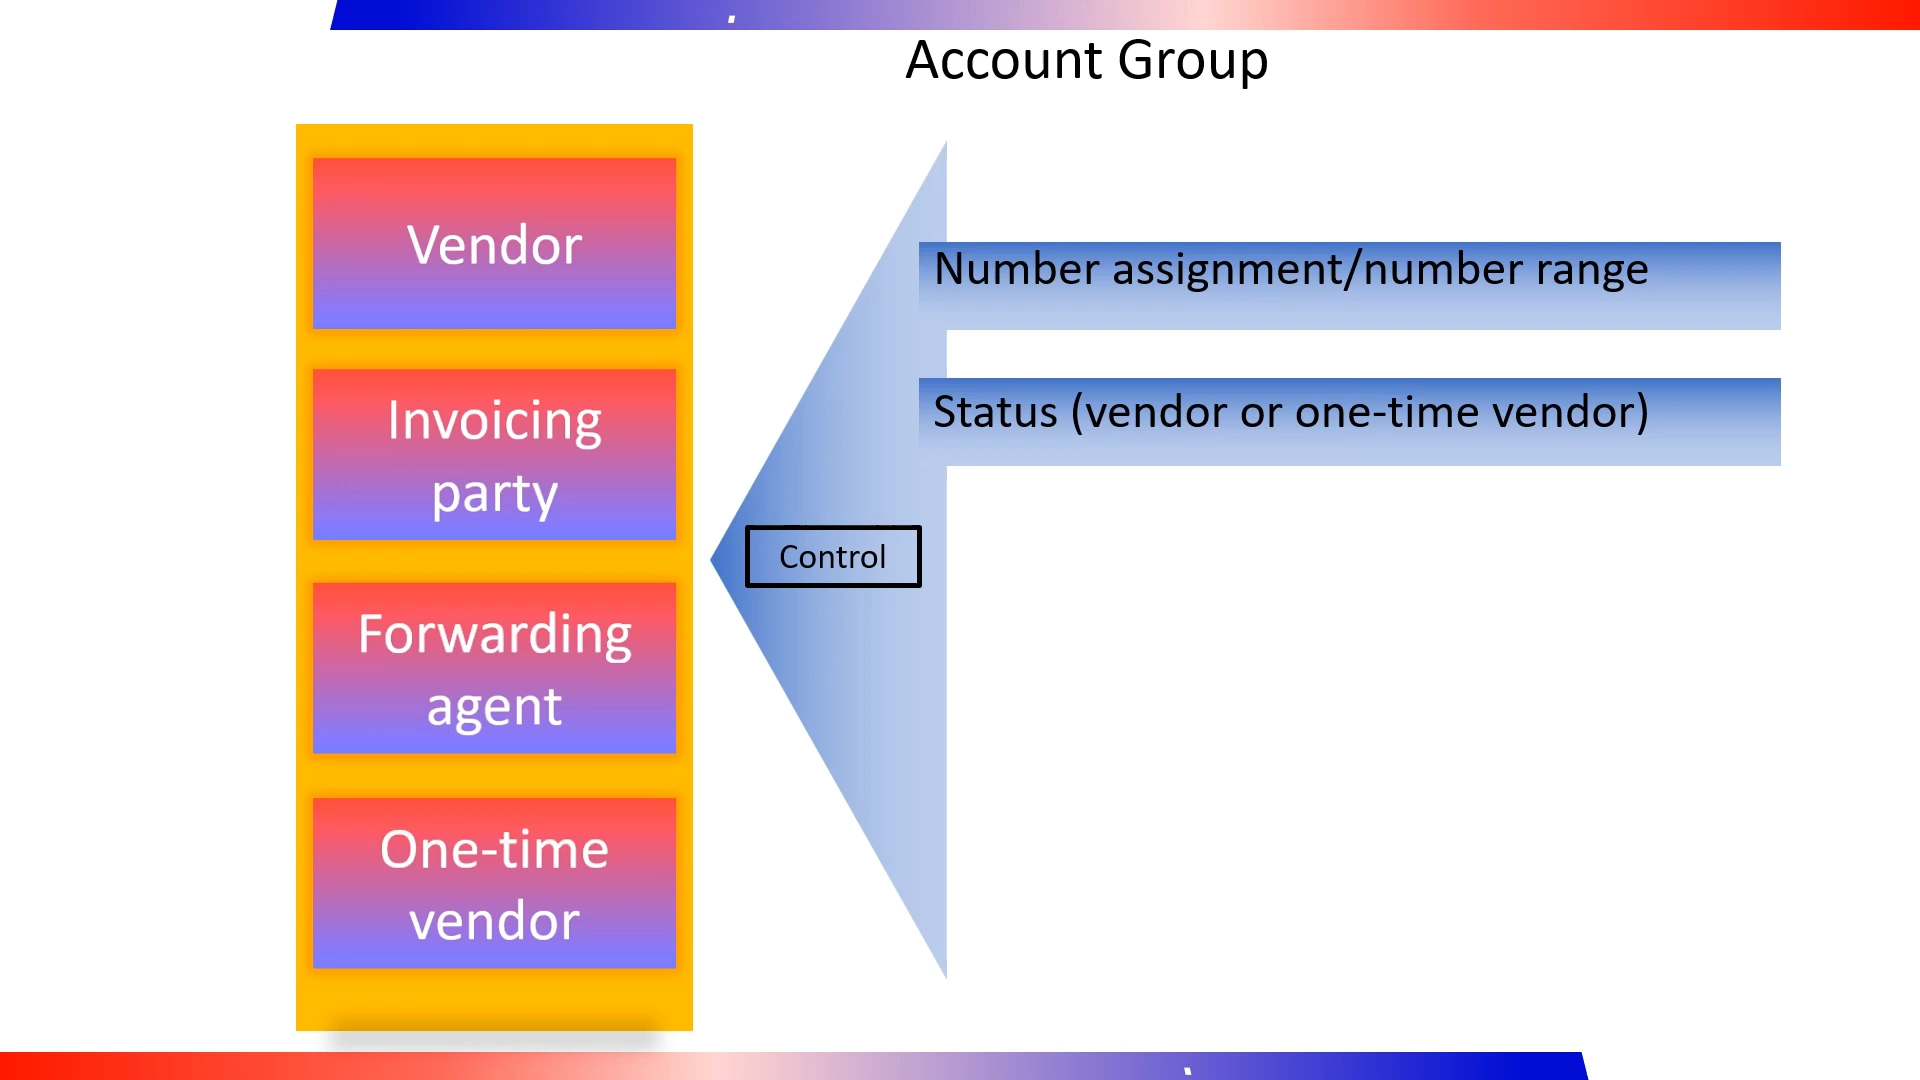 Account Group
Vendor
Invoicing
party
Forwarding
agent
One-time
vendor
Control
Number assignment/number range
Status (vendor or one-time vendor)